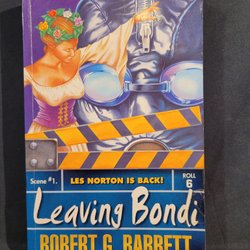 Scene #1.
LES NORTON IS BACK!
ROLL
6
Leaving Bondi
ROBERT G. BARRETT